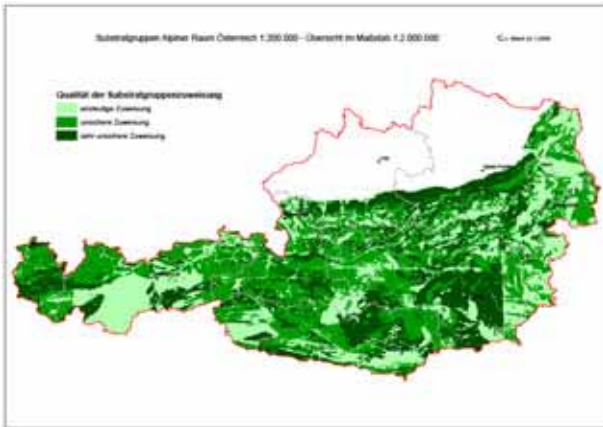 Substratgruppen Alpiner Raum Österreich 1:200.000 - Übersicht im Maßstab 1:2.000.000
Qualität der Substratgruppenzuweisung
eindeutige Zuweisung
unsichere Zuweisung
sehr unsichere Zuweisung